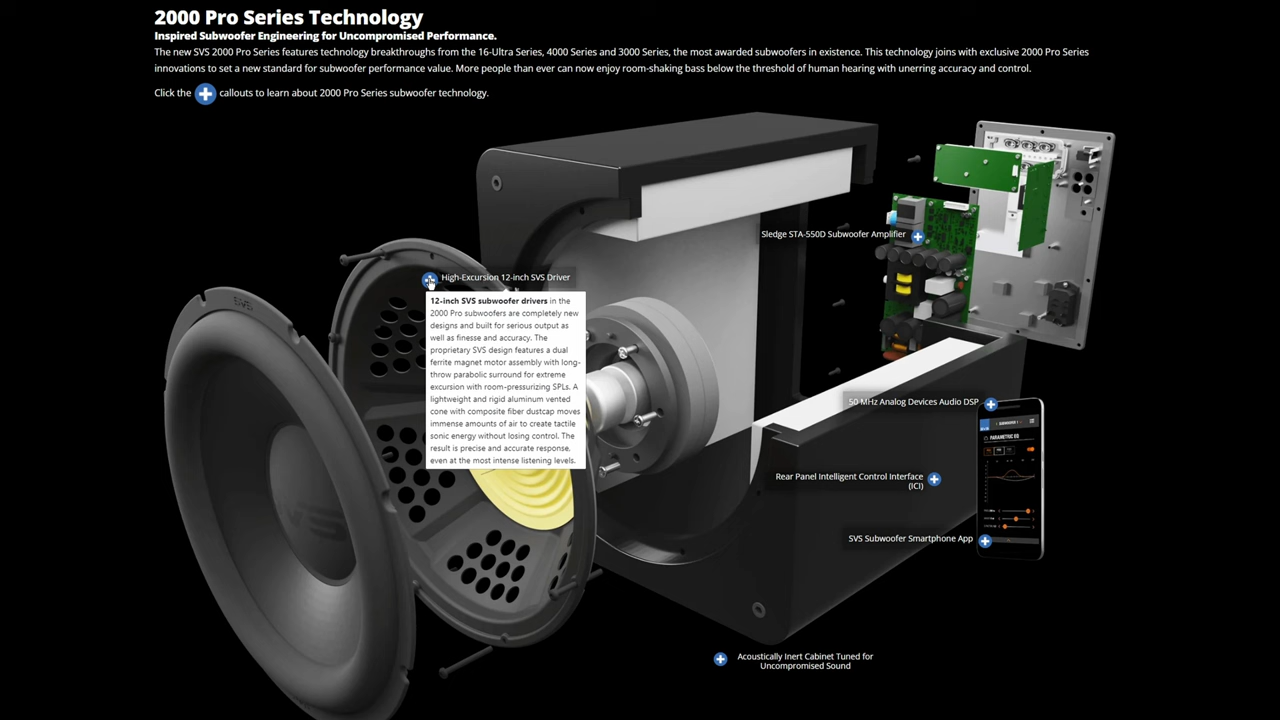 2000 Pro Series Technology
Inspired Subwoofer Engineering for Uncompromised Performance.
The new SVS 2000 Pro Series features technology breakthroughs from the 16-Ultra Series, 4000 Series and 3000 Series, the most awarded subwoofers in existence. This technology joins with exclusive 2000 Pro Series
innovations to set a new standard for subwoofer performance value. More people than ever can now enjoy room-shaking bass below the threshold of human hearing with unerring accuracy and control.
Click the callouts to learn about 2000 Pro Series subwoofer technology.
Sledge STA-550D Subwoofer Amplifier
High-Excursion 12-inch SVS Driver
SVS
12-inch SVS subwoofer drivers in the
2000 Pro subwoofers are completely new
designs and built for serious output as
well as finesse and accuracy. The
proprietary SVS design features a dual
ferrite magnet motor assembly with long-
throw parabolic surround for extreme
excursion with room-pressurizing SPLs. A
lightweight and rigid aluminum vented
cone with composite fiber dustcap moves
immense amounts of air to create tactile
sonic energy without losing control. The
result is precise and accurate response,
even at the most intense listening levels.
50 MHz Analog Devices Audio DSP
SUBWOOFER 1
PARAMETRIC EQ
Rear Panel Intelligent Control Interface
(ICI)
SVS Subwoofer Smartphone App
Acoustically Inert Cabinet Tuned for
Uncompromised Sound